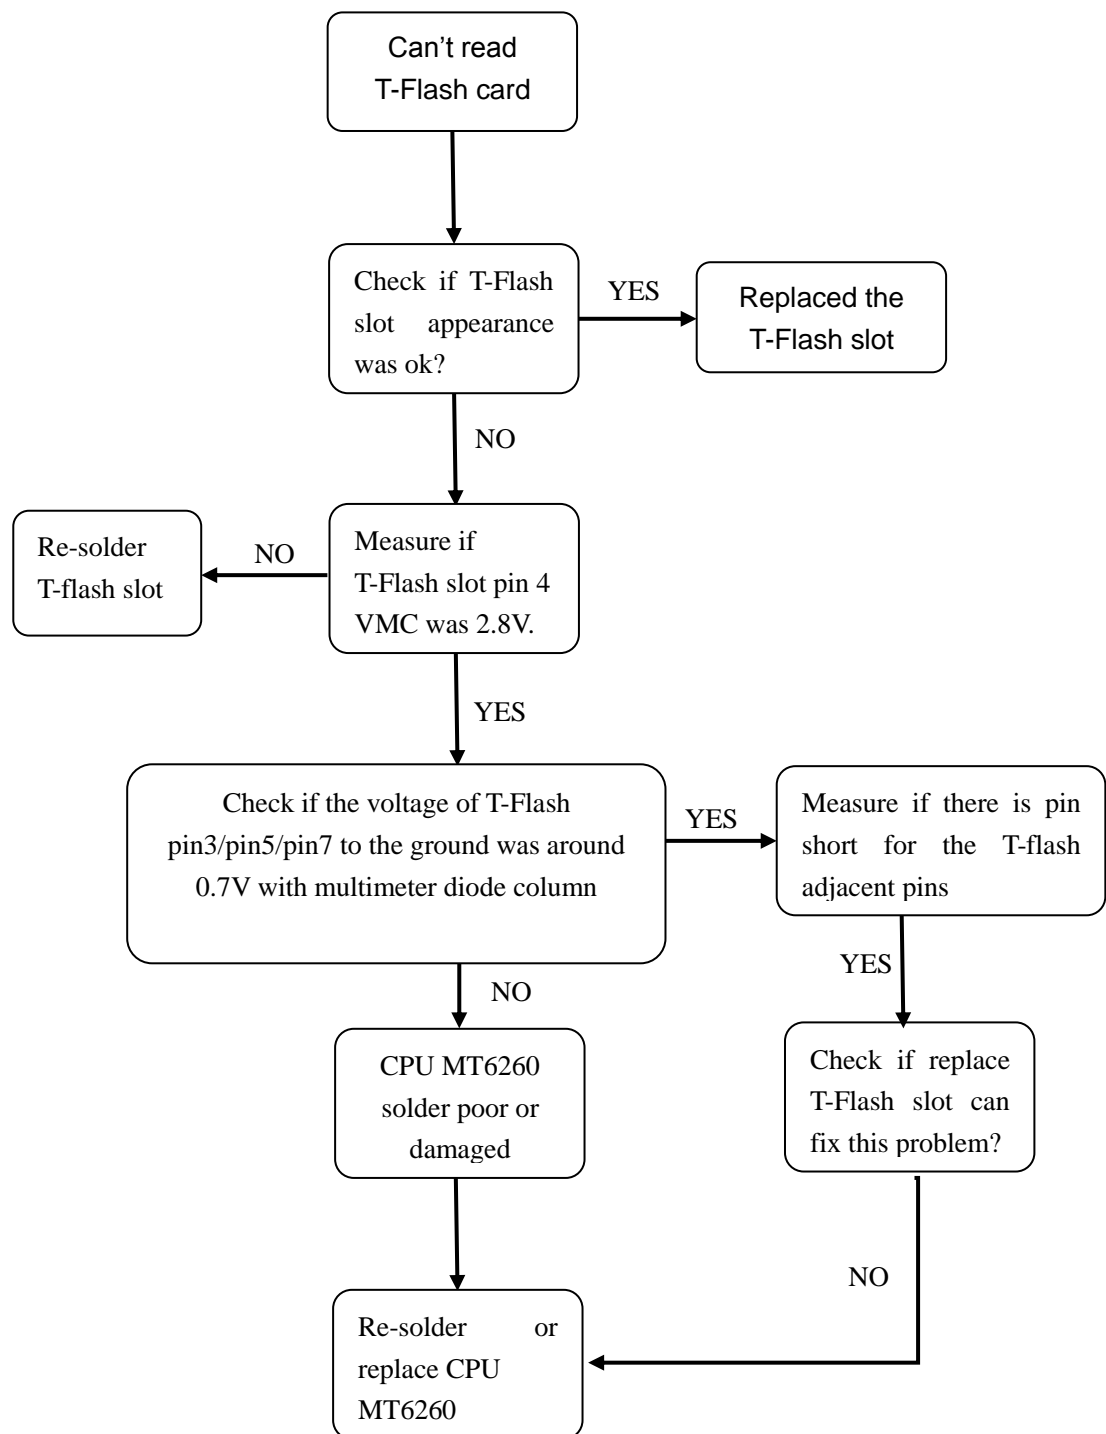 Can't read
T-Flash card
Check if T-Flash
slot appearance
was ok?
YES
Replaced the
T-Flash slot
NO
Re-solder
T-flash slot
NO
Measure if
T-Flash slot pin 4
VMC was 2.8V.
YES
Check if the voltage of T-Flash
pin3/pin5/pin7 to the ground was around
0.7V with multimeter diode column
YES
Measure if there is pin
short for the T-flash
adjacent pins
NO
YES
CPU MT6260
solder poor or
damaged
Check if replace
T-Flash slot can
fix this problem?
NO
Re-solder or
replace CPU
MT6260